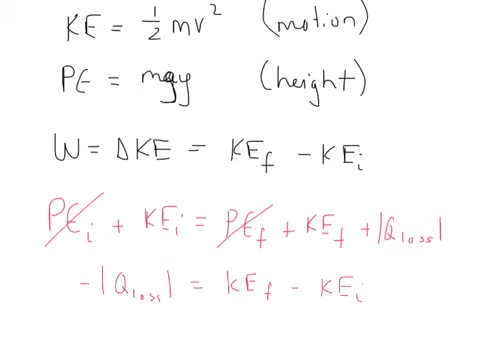 KE = 1/2 mv² (motion)
PE = mgy (height)
W = ΔKE = KE_f − KE_i
PE_i + KE_i = PE_f + KE_f + |Q_loss|
−|Q_loss| = KE_f − KE_i